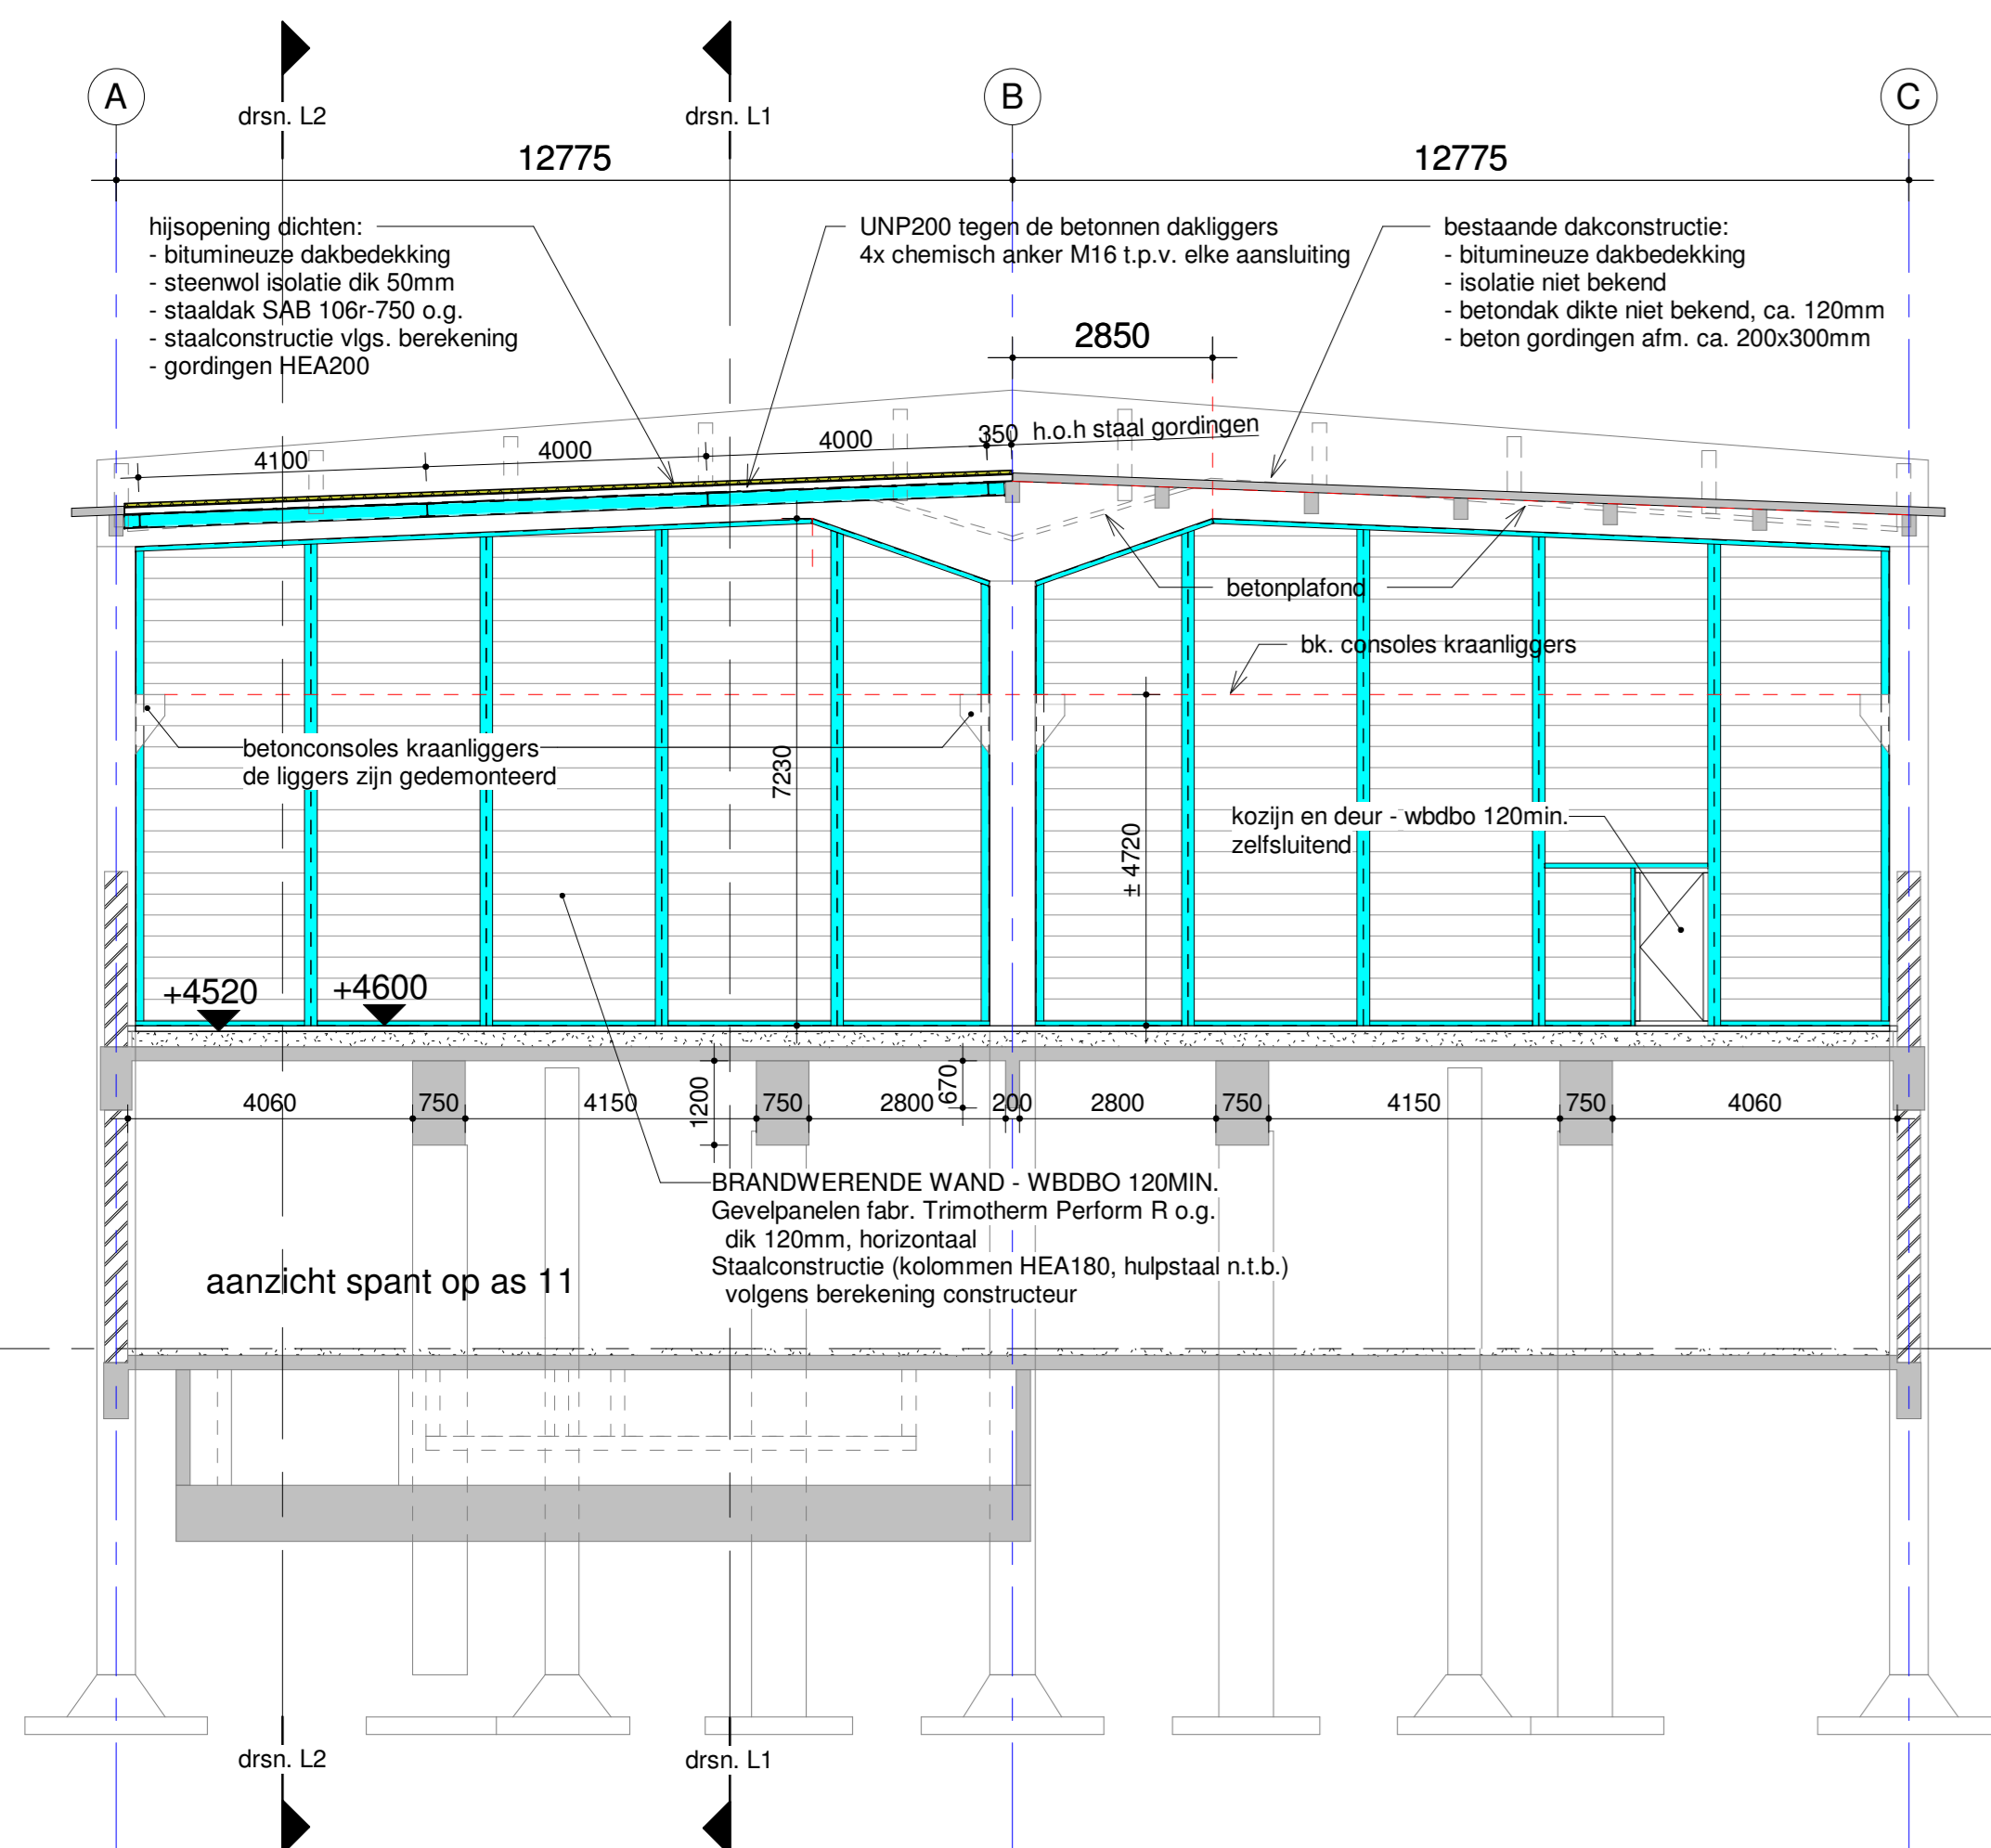 A
B
C
drsn. L2
drsn. L1
12775
12775
hijsopening dichten:
- bitumineuze dakbedekking
- steenwol isolatie dik 50mm
- staaldak SAB 106r-750 o.g.
- staalconstructie vlgs. berekening
- gordingen HEA200
UNP200 tegen de betonnen dakliggers
4x chemisch anker M16 t.p.v. elke aansluiting
bestaande dakconstructie:
- bitumineuze dakbedekking
- isolatie niet bekend
- betondak dikte niet bekend, ca. 120mm
- beton gordingen afm. ca. 200x300mm
2850
4100
4000
4000
350
h.o.h staal gordingen
betonplafond
bk. consoles kraanliggers
betonconsoles kraanliggers
de liggers zijn gedemonteerd
7230
± 4720
kozijn en deur - wbdbo 120min.
zelfsluitend
+4520
+4600
4060
750
4150
1200
750
2800
670
200
2800
750
4150
750
4060
BRANDWERENDE WAND - WBDBO 120MIN.
Gevelpanelen fabr. Trimotherm Perform R o.g.
dik 120mm, horizontaal
Staalconstructie (kolommen HEA180, hulpstaal n.t.b.)
volgens berekening constructeur
aanzicht spant op as 11
drsn. L2
drsn. L1